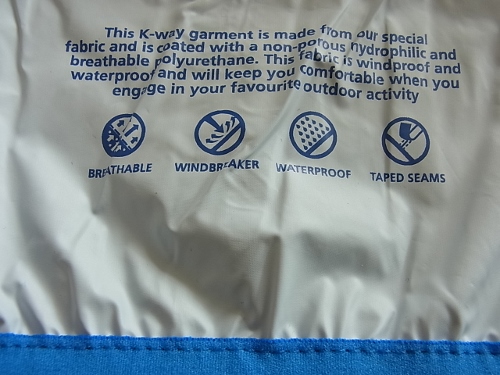 This K-way garment is made from our special
fabric and is coated with a non-porous hydrophilic and
breathable polyurethane. This fabric is windproof and
waterproof and will keep you comfortable when you
engage in your favourite outdoor activity
BREATHABLE WINDBREAKER WATERPROOF TAPED SEAMS